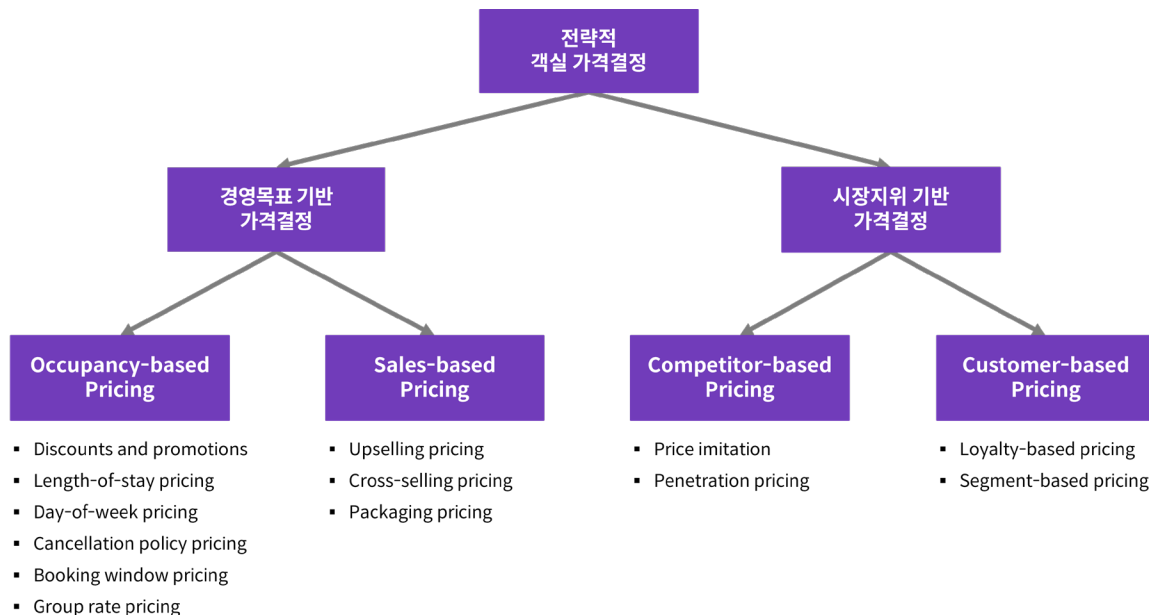 전략적
객실 가격결정
경영목표 기반
가격결정
시장지위 기반
가격결정
Occupancy-based
Pricing
Sales-based
Pricing
Competitor-based
Pricing
Customer-based
Pricing
▪ Discounts and promotions
▪ Length-of-stay pricing
▪ Day-of-week pricing
▪ Cancellation policy pricing
▪ Booking window pricing
▪ Group rate pricing
▪ Upselling pricing
▪ Cross-selling pricing
▪ Packaging pricing
▪ Price imitation
▪ Penetration pricing
▪ Loyalty-based pricing
▪ Segment-based pricing